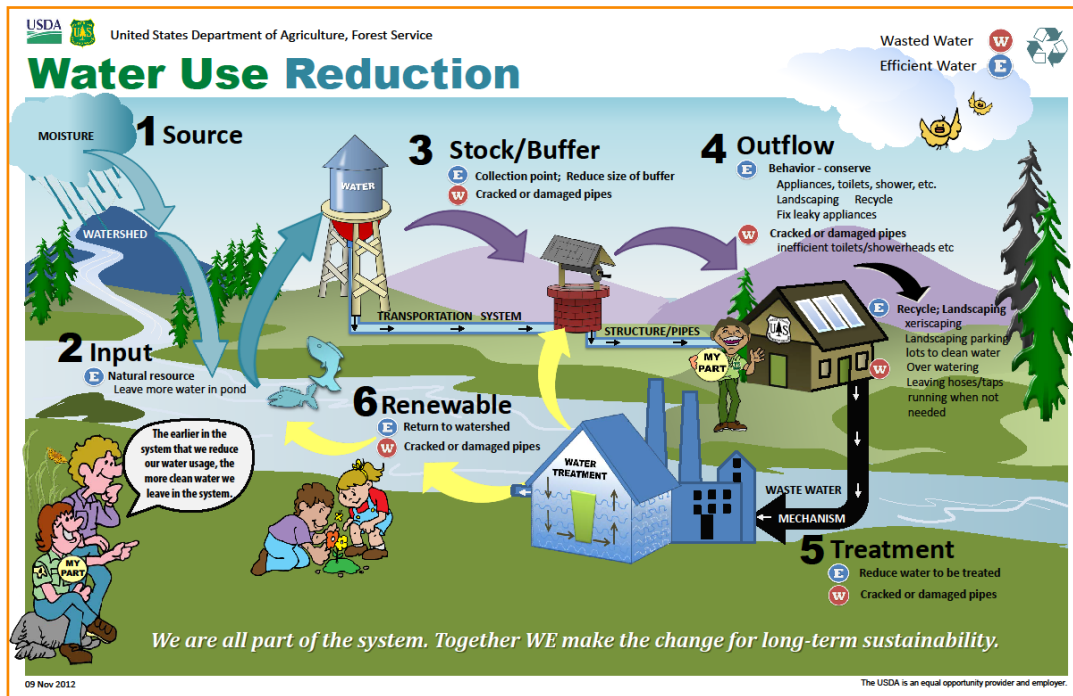 USDA
United States Department of Agriculture, Forest Service
Water Use Reduction
Wasted Water W
Efficient Water E
MOISTURE
1 Source
WATERSHED
2 Input
E Natural resource
Leave more water in pond
WATER
3 Stock/Buffer
E Collection point; Reduce size of buffer
W Cracked or damaged pipes
TRANSPORTATION SYSTEM
STRUCTURE/PIPES
4 Outflow
E Behavior - conserve
Appliances, toilets, shower, etc.
Landscaping Recycle
Fix leaky appliances
W Cracked or damaged pipes
inefficient toilets/showerheads etc
MY
PART
U S
E Recycle; Landscaping
xeriscaping
Landscaping parking
lots to clean water
W Over watering
Leaving hoses/taps
running when not
needed
WASTE WATER
MECHANISM
5 Treatment
E Reduce water to be treated
W Cracked or damaged pipes
WATER
TREATMENT
6 Renewable
E Return to watershed
W Cracked or damaged pipes
The earlier in the
system that we reduce
our water usage, the
more clean water we
leave in the system.
MY
PART
We are all part of the system. Together WE make the change for long-term sustainability.
09 Nov 2012
The USDA is an equal opportunity provider and employer.